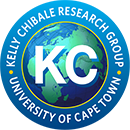 KELLY CHIBALE RESEARCH GROUP
KC
UNIVERSITY OF CAPE TOWN